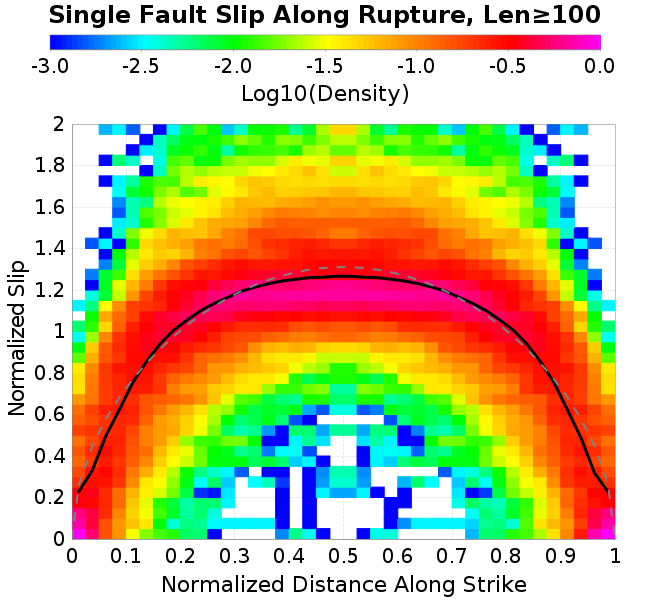 Single Fault Slip Along Rupture, Len≥100
-3.0 -2.5 -2.0 -1.5 -1.0 -0.5 0.0
Log10(Density)
2
1.8
1.6
1.4
1.2
1
0.8
0.6
0.4
0.2
0
Normalized Slip
0 0.1 0.2 0.3 0.4 0.5 0.6 0.7 0.8 0.9 1
Normalized Distance Along Strike